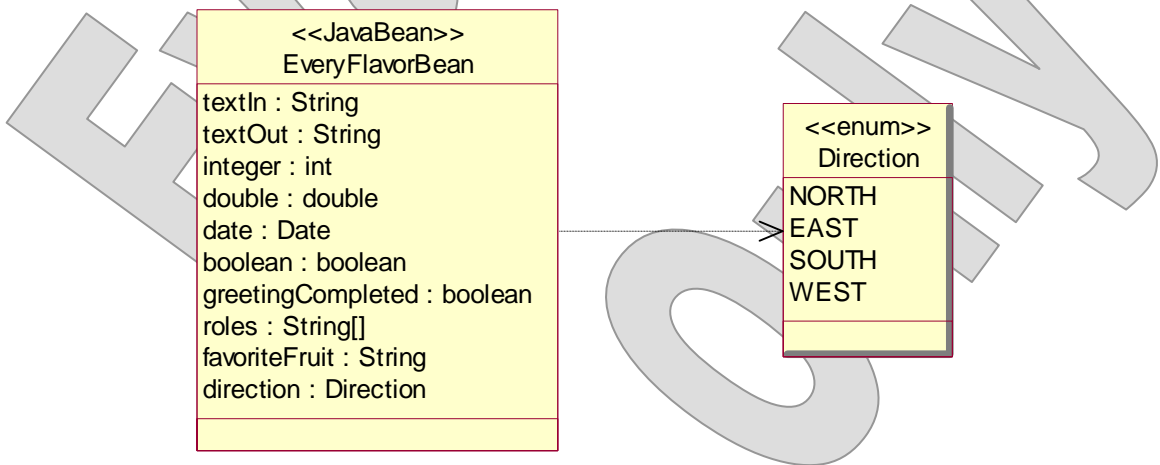 <<JavaBean>>
EveryFlavorBean
textIn : String
textOut : String
integer : int
double : double
date : Date
boolean : boolean
greetingCompleted : boolean
roles : String[]
favoriteFruit : String
direction : Direction
<<enum>>
Direction
NORTH
EAST
SOUTH
WEST